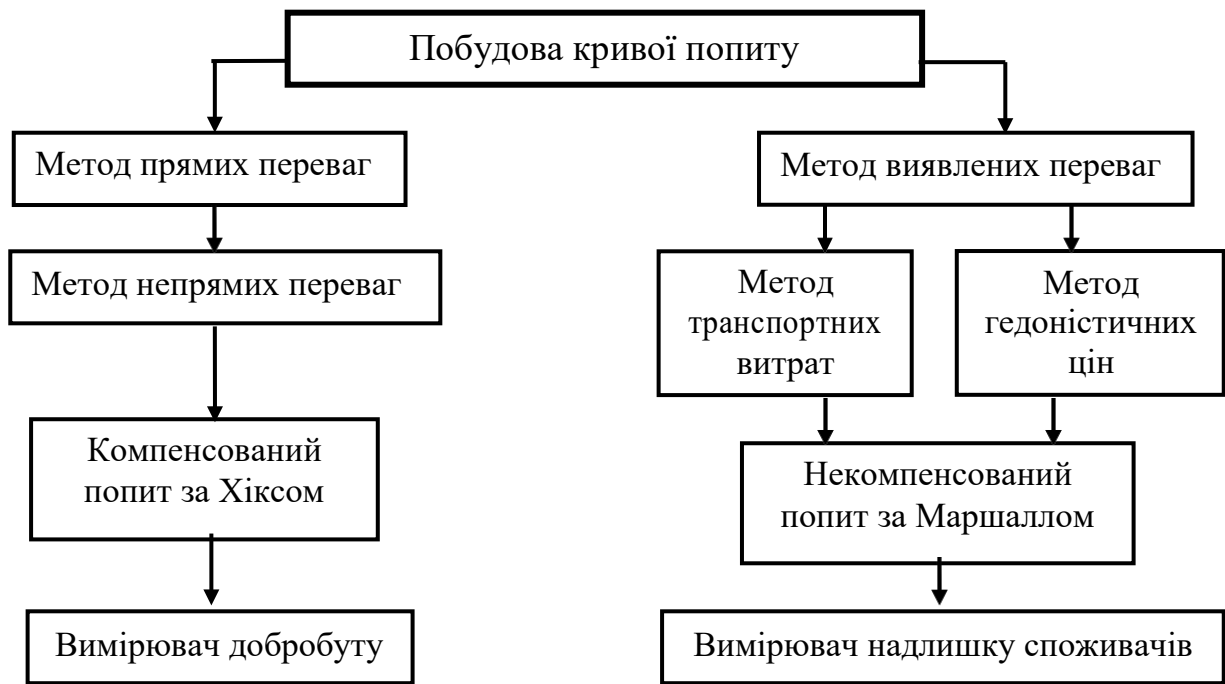 Побудова кривої попиту
Метод прямих переваг
Метод виявлених переваг
Метод непрямих переваг
Метод
транспортних
витрат
Метод
гедоністичних
цін
Компенсований
попит за Хіксом
Некомпенсований
попит за Маршаллом
Вимірювач добробуту
Вимірювач надлишку споживачів